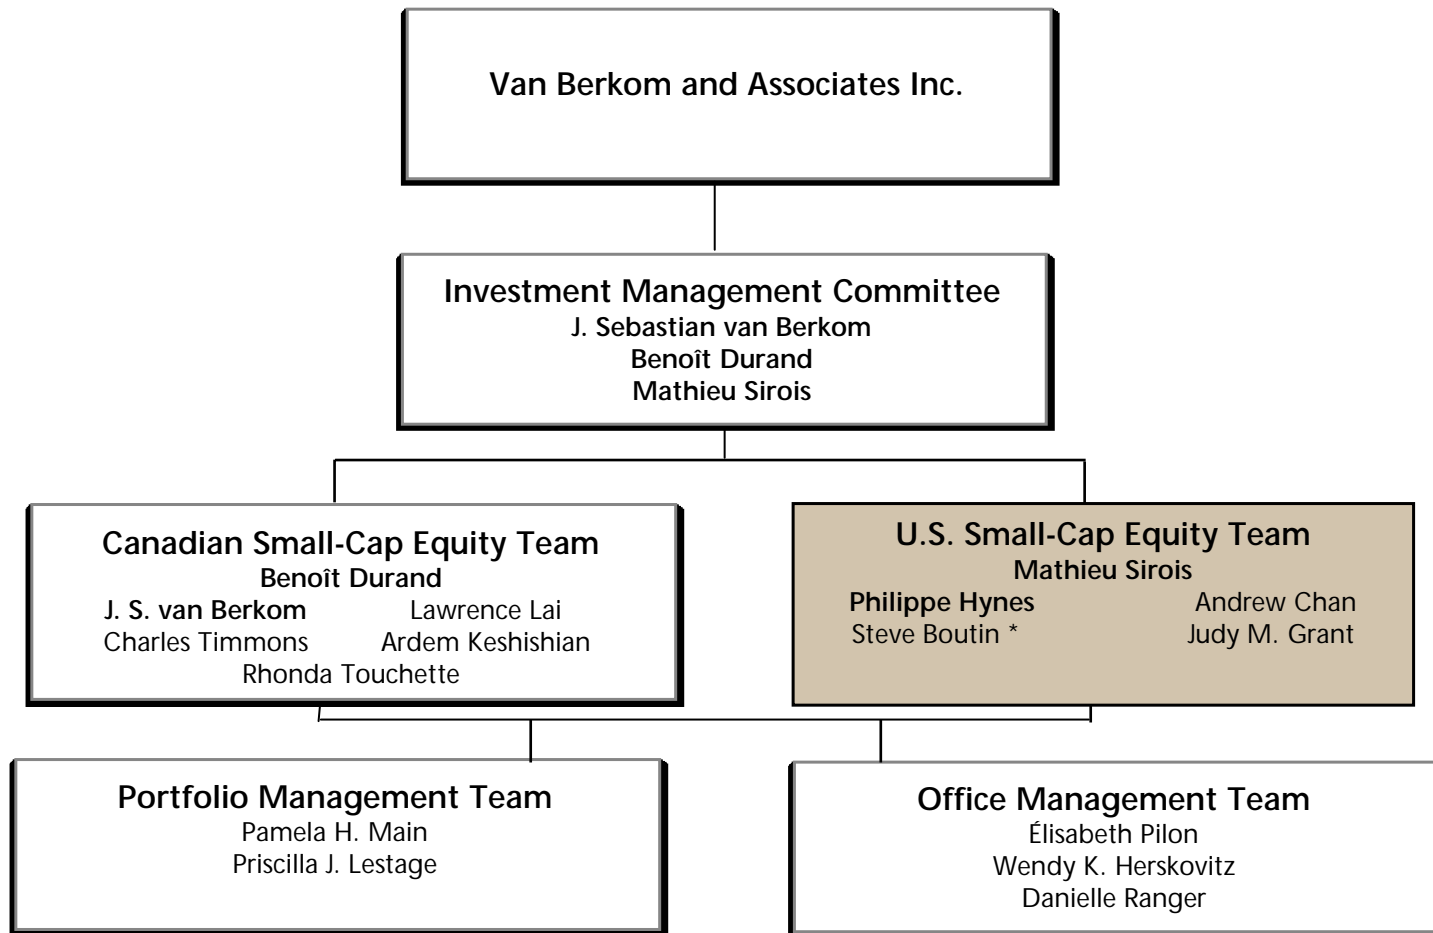 Van Berkom and Associates Inc.
Investment Management Committee
J. Sebastian van Berkom
Benoît Durand
Mathieu Sirois
Canadian Small-Cap Equity Team
Benoît Durand
J. S. van Berkom Lawrence Lai
Charles Timmons Ardem Keshishian
Rhonda Touchette
U.S. Small-Cap Equity Team
Mathieu Sirois
Philippe Hynes Andrew Chan
Steve Boutin * Judy M. Grant
Portfolio Management Team
Pamela H. Main
Priscilla J. Lestage
Office Management Team
Élisabeth Pilon
Wendy K. Herskovitz
Danielle Ranger